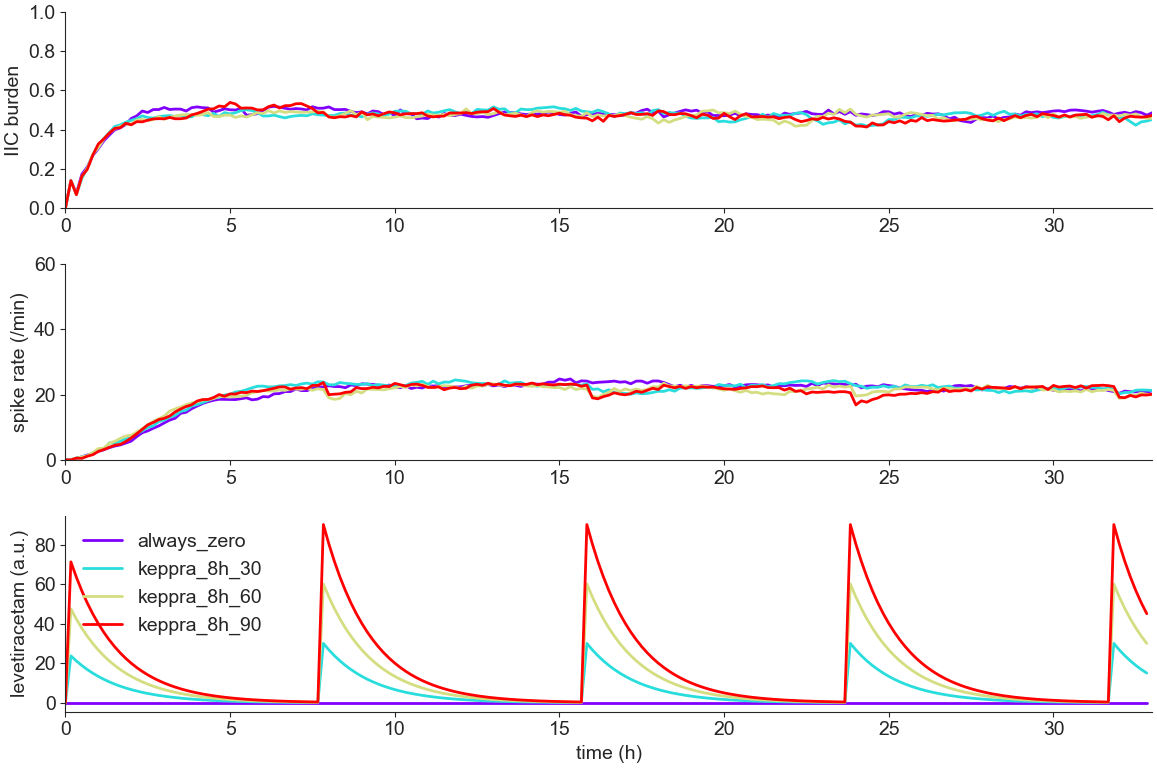 IIC burden
1.0
0.8
0.6
0.4
0.2
0.0
0 5 10 15 20 25 30
spike rate (/min)
60
40
20
0
0 5 10 15 20 25 30
levetiracetam (a.u.)
80
60
40
20
0
always_zero
keppra_8h_30
keppra_8h_60
keppra_8h_90
0 5 10 15 20 25 30
time (h)